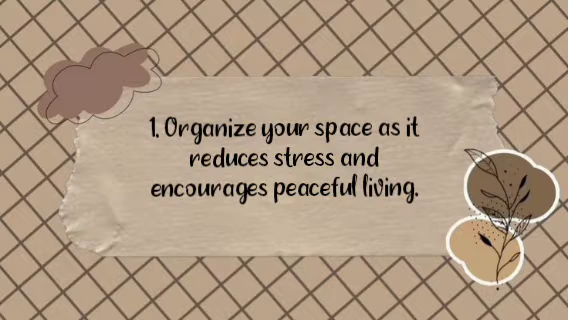 1. Organize your space as it
reduces stress and
encourages peaceful living.